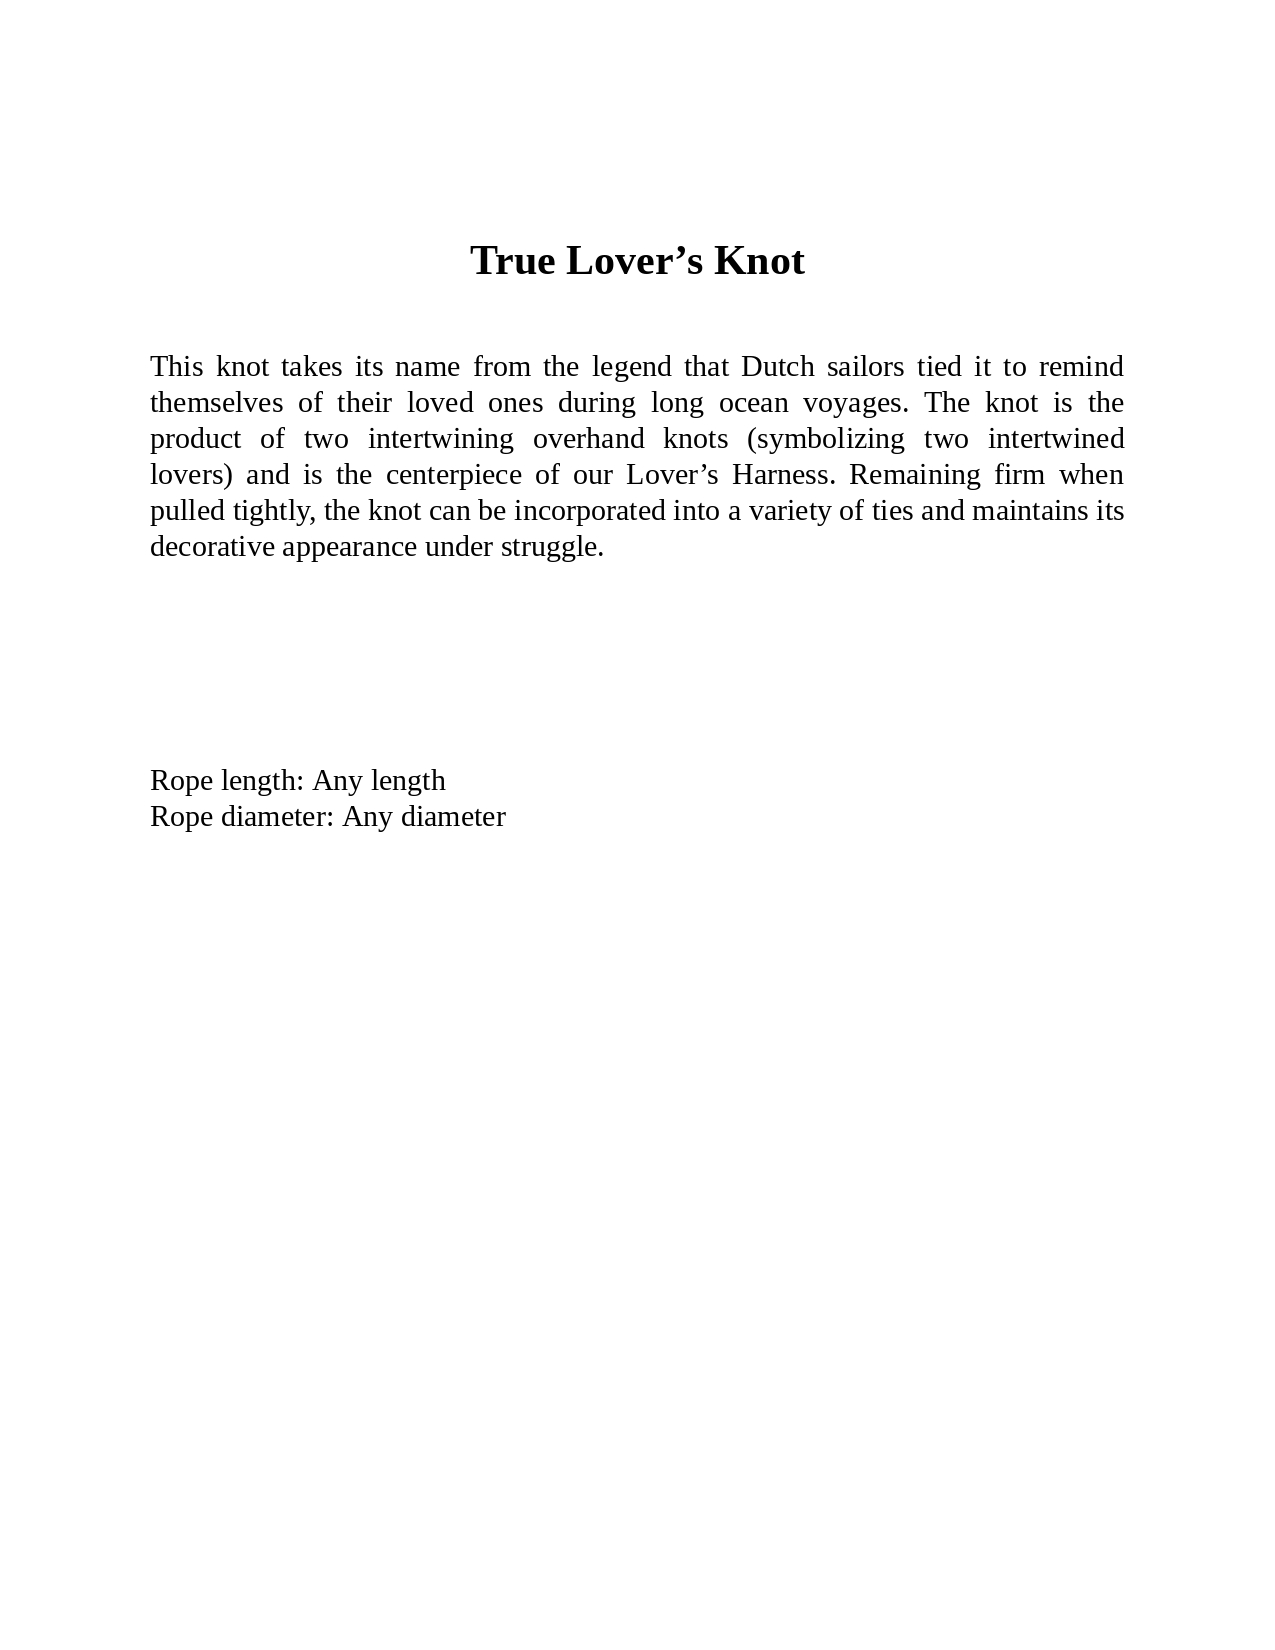 True Lover’s Knot
This knot takes its name from the legend that Dutch sailors tied it to remind
themselves of their loved ones during long ocean voyages. The knot is the
product of two intertwining overhand knots (symbolizing two intertwined
lovers) and is the centerpiece of our Lover’s Harness. Remaining firm when
pulled tightly, the knot can be incorporated into a variety of ties and maintains its
decorative appearance under struggle.
Rope length: Any length
Rope diameter: Any diameter